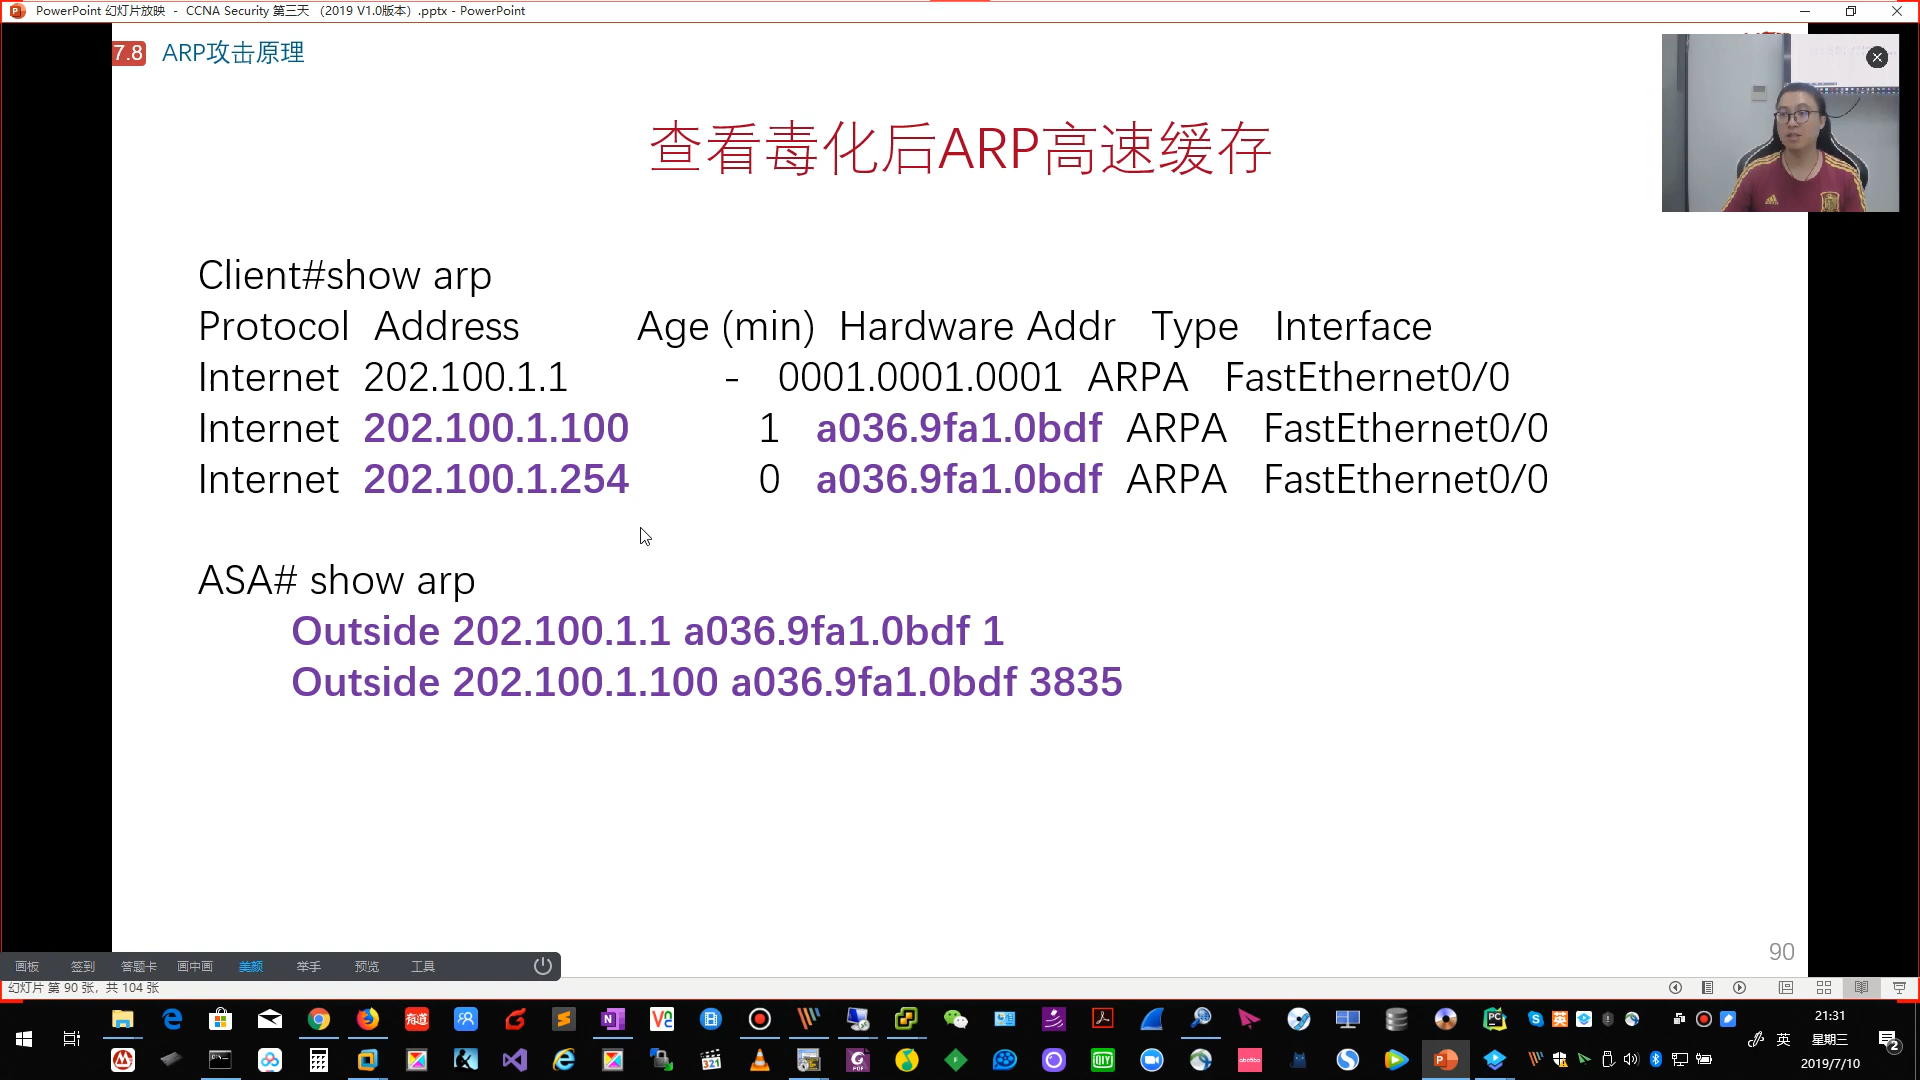 PowerPoint 幻灯片放映 - CCNA Security 第三天 （2019 V1.0版本）.pptx - PowerPoint
7.8 ARP攻击原理
查看毒化后ARP高速缓存
Client#show arp
Protocol Address Age (min) Hardware Addr Type Interface
Internet 202.100.1.1 - 0001.0001.0001 ARPA FastEthernet0/0
Internet 202.100.1.100 1 a036.9fa1.0bdf ARPA FastEthernet0/0
Internet 202.100.1.254 0 a036.9fa1.0bdf ARPA FastEthernet0/0
ASA# show arp
Outside 202.100.1.1 a036.9fa1.0bdf 1
Outside 202.100.1.100 a036.9fa1.0bdf 3835
90
画板 签到 答题卡 画中画 美颜 举手 预览 工具
幻灯片 第 90 张，共 104 张
21:31
英 星期三
2019/7/10